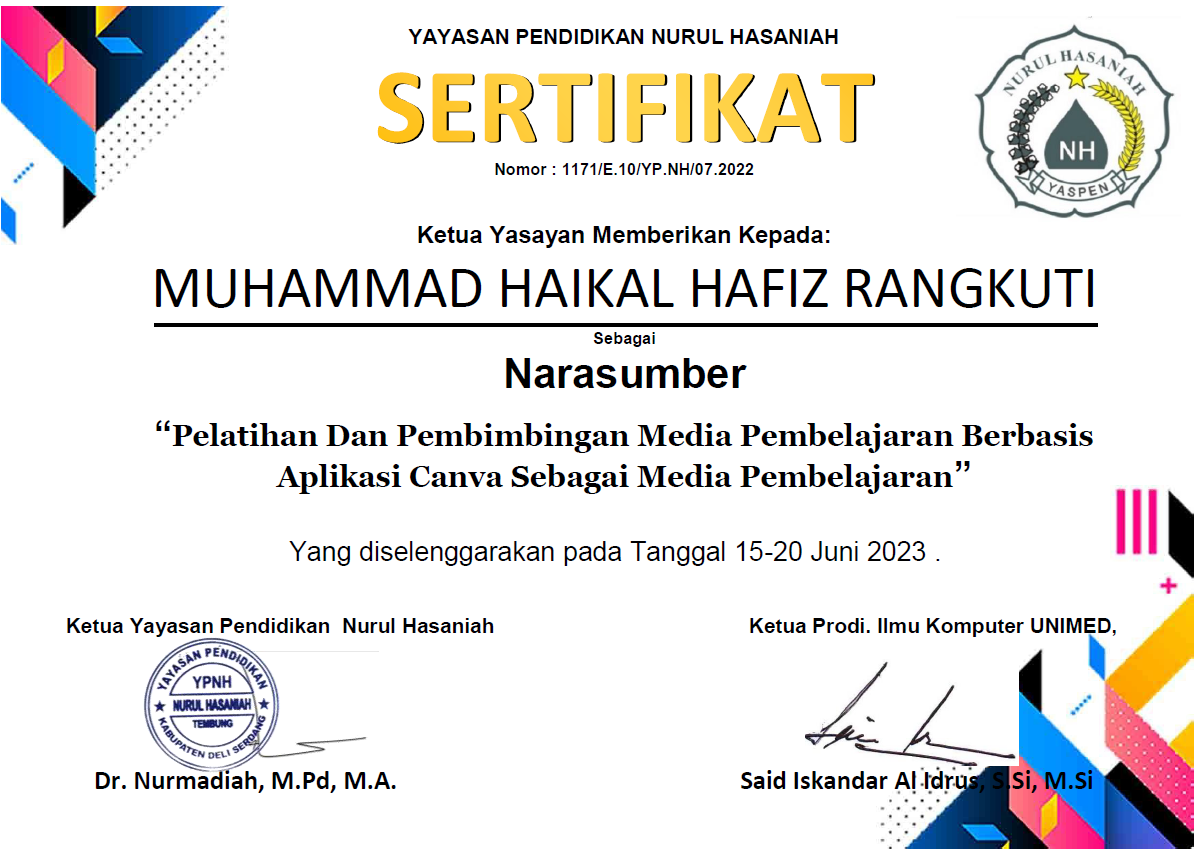 YAYASAN PENDIDIKAN NURUL HASANIAH
SERTIFIKAT
Nomor : 1171/E.10/YP.NH/07.2022
NURUL HASANIAH
NH
YASPEN
Ketua Yasayan Memberikan Kepada:
MUHAMMAD HAIKAL HAFIZ RANGKUTI
Sebagai
Narasumber
“Pelatihan Dan Pembimbingan Media Pembelajaran Berbasis
Aplikasi Canva Sebagai Media Pembelajaran”
Yang diselenggarakan pada Tanggal 15-20 Juni 2023 .
Ketua Yayasan Pendidikan  Nurul Hasaniah
YAYASAN PENDIDIKAN
YPNH
NURUL HASANIAH
TEMBUNG
KABUPATEN DELI SERDANG
Dr. Nurmadiah, M.Pd, M.A.
Ketua Prodi. Ilmu Komputer UNIMED,
Said Iskandar Al Idrus, S.Si, M.Si